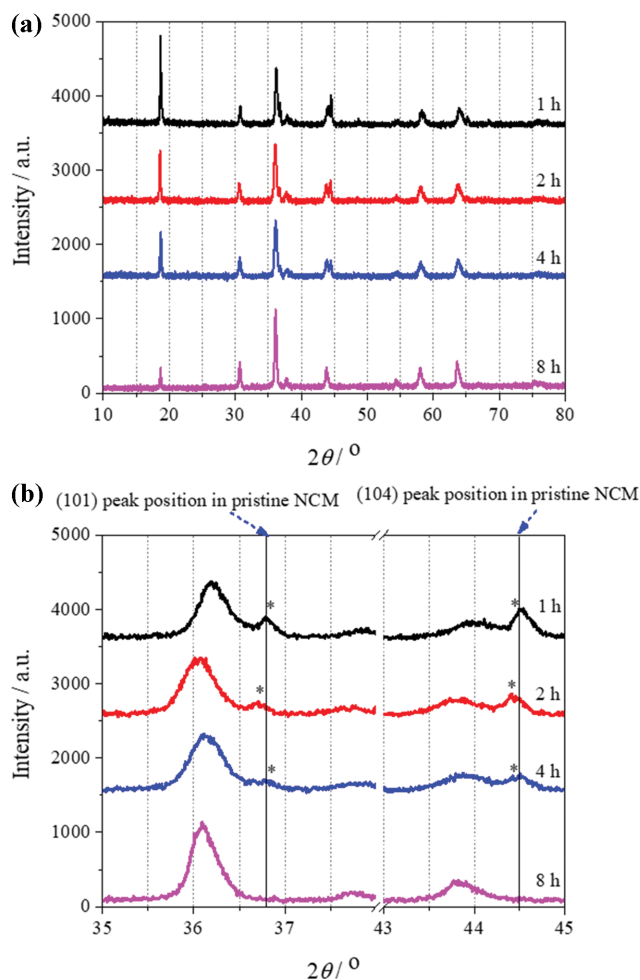 (a)
5000
4000
3000
2000
1000
0
Intensity / a.u.
1 h
2 h
4 h
8 h
10 20 30 40 50 60 70 80
2θ/ °
(b)
(101) peak position in pristine NCM
(104) peak position in pristine NCM
5000
4000
3000
2000
1000
0
Intensity / a.u.
* * 1 h
* * 2 h
* * 4 h
8 h
35 36 37 43 44 45
2θ/ °